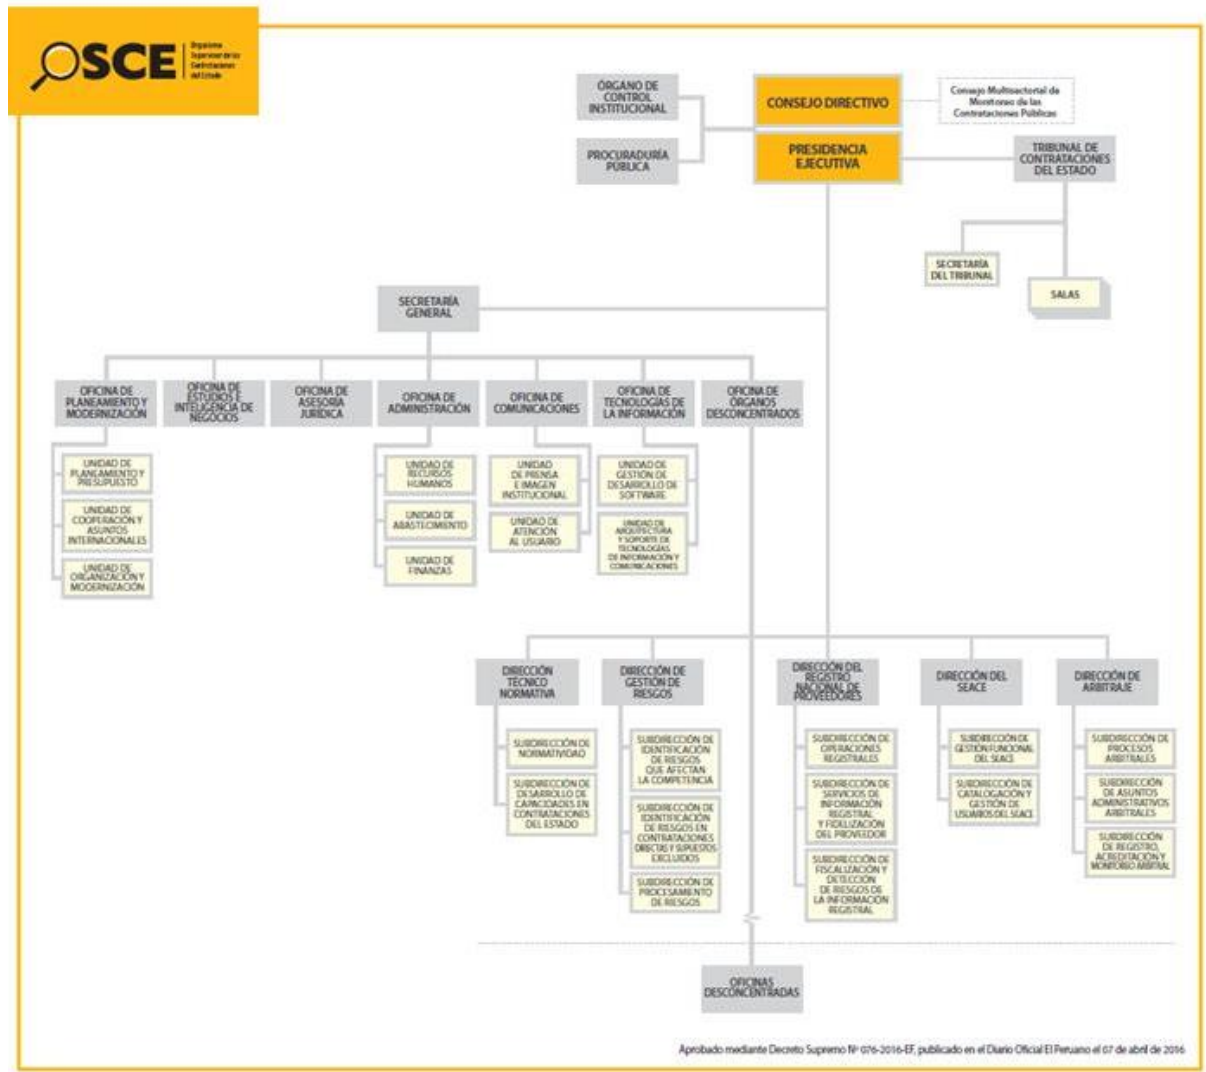 OSCE
Organismo
Supervisor de las
Contrataciones
del Estado
ÓRGANO DE
CONTROL
INSTITUCIONAL
PROCURADURÍA
PÚBLICA
CONSEJO DIRECTIVO
PRESIDENCIA
EJECUTIVA
Consejo Multisectorial de
Monitoreo de las
Contrataciones Públicas
TRIBUNAL DE
CONTRATACIONES
DEL ESTADO
SECRETARÍA
DEL TRIBUNAL
SALAS
SECRETARÍA
GENERAL
OFICINA DE
PLANEAMIENTO Y
MODERNIZACIÓN
OFICINA DE
ESTUDIOS E
INTELIGENCIA DE
NEGOCIOS
OFICINA DE
ASESORÍA
JURÍDICA
OFICINA DE
ADMINISTRACIÓN
OFICINA DE
COMUNICACIONES
OFICINA DE
TECNOLOGÍAS DE
LA INFORMACIÓN
OFICINA DE
ÓRGANOS
DESCONCENTRADOS
UNIDAD DE
PLANEAMIENTO Y
PRESUPUESTO
UNIDAD DE
COOPERACIÓN Y
ASUNTOS
INTERNACIONALES
UNIDAD DE
ORGANIZACIÓN Y
MODERNIZACIÓN
UNIDAD DE
RECURSOS
HUMANOS
UNIDAD DE
ABASTECIMIENTO
UNIDAD DE
FINANZAS
UNIDAD
DE PRENSA
E IMAGEN
INSTITUCIONAL
UNIDAD DE
ATENCIÓN
AL USUARIO
UNIDAD DE
GESTIÓN DE
DESARROLLO DE
SOFTWARE
UNIDAD DE
ARQUITECTURA
Y SOPORTE DE
TECNOLOGÍAS
DE INFORMACIÓN Y
COMUNICACIONES
DIRECCIÓN
TÉCNICO
NORMATIVA
SUBDIRECCIÓN DE
NORMATIVIDAD
SUBDIRECCIÓN DE
DESARROLLO DE
CAPACIDADES EN
CONTRATACIONES
DEL ESTADO
DIRECCIÓN DE
GESTIÓN DE
RIESGOS
SUBDIRECCIÓN DE
IDENTIFICACIÓN
DE RIESGOS
QUE AFECTAN
LA COMPETENCIA
SUBDIRECCIÓN DE
IDENTIFICACIÓN
DE RIESGOS EN
CONTRATACIONES
DIRECTAS Y SUPUESTOS
EXCLUIDOS
SUBDIRECCIÓN DE
PROCESAMIENTO
DE RIESGOS
DIRECCIÓN DEL
REGISTRO
NACIONAL DE
PROVEEDORES
SUBDIRECCIÓN DE
OPERACIONES
REGISTRALES
SUBDIRECCIÓN DE
SERVICIOS DE
INFORMACIÓN
REGISTRAL
Y FIDELIZACIÓN
DEL PROVEEDOR
SUBDIRECCIÓN DE
FISCALIZACIÓN Y
DETECCIÓN
DE RIESGOS DE
LA INFORMACIÓN
REGISTRAL
DIRECCIÓN DEL
SEACE
SUBDIRECCIÓN DE
GESTIÓN FUNCIONAL
DEL SEACE
SUBDIRECCIÓN DE
CATALOGACIÓN Y
GESTIÓN DE
USUARIOS DEL SEACE
DIRECCIÓN DE
ARBITRAJE
SUBDIRECCIÓN DE
PROCESOS
ARBITRALES
SUBDIRECCIÓN
DE ASUNTOS
ADMINISTRATIVOS
ARBITRALES
SUBDIRECCIÓN
DE REGISTRO,
ACREDITACIÓN Y
MONITOREO ARBITRAL
OFICINAS
DESCONCENTRADAS
Aprobado mediante Decreto Supremo Nº 076-2016-EF, publicado en el Diario Oficial El Peruano el 07 de abril de 2016